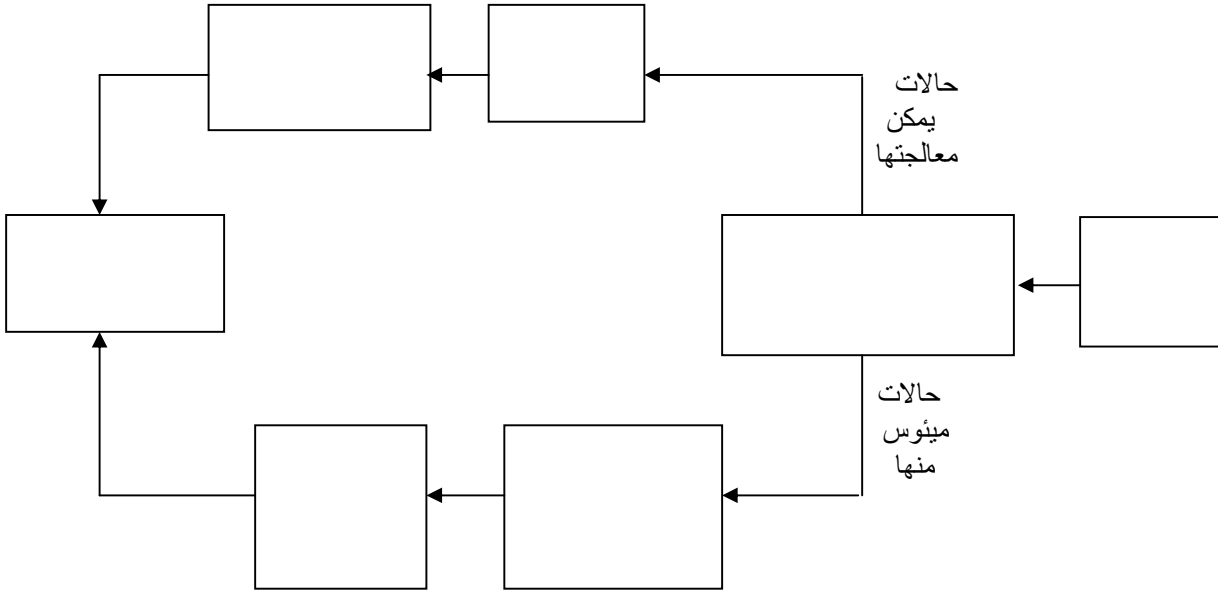 حالات
يمكن
معالجتها
حالات
ميئوس
منها